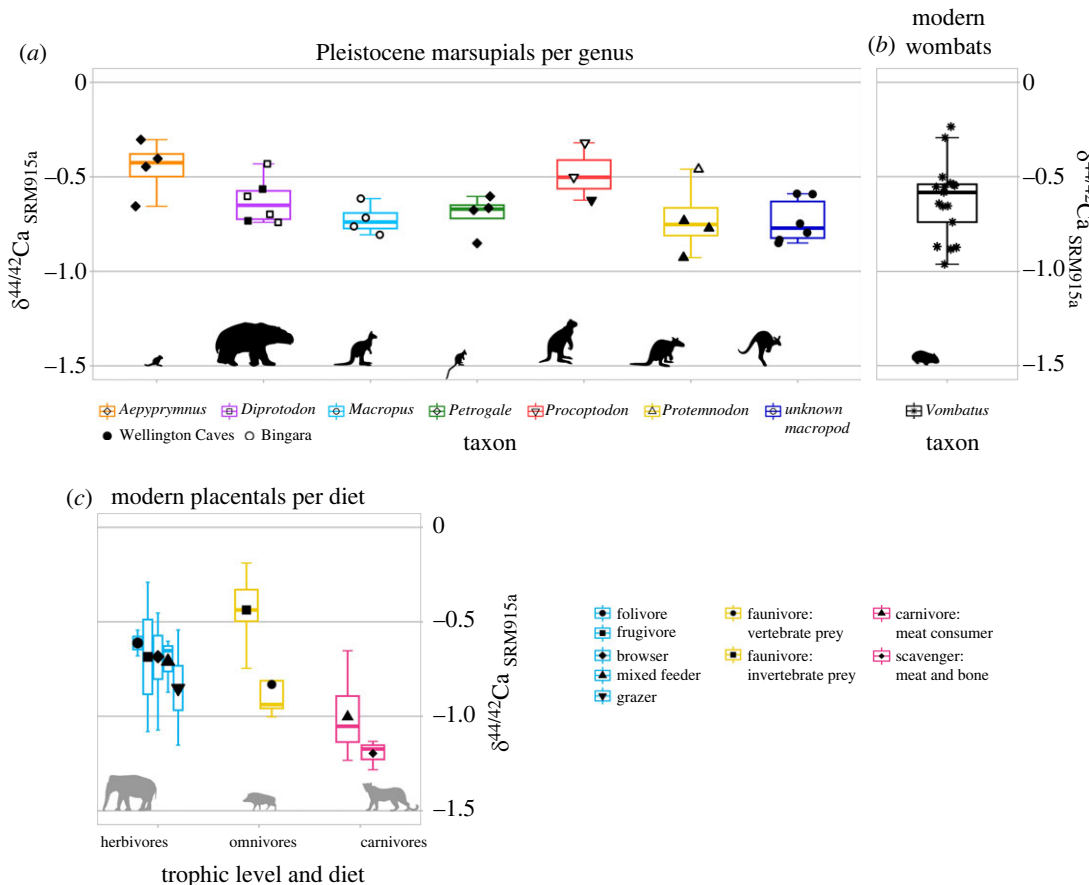 (a) Pleistocene marsupials per genus
0
−0.5
−1.0
−1.5
δ44/42Ca SRM915a
Aepyprymnus Diprotodon Macropus Petrogale Procoptodon Protemnodon unknown macropod
Wellington Caves Bingara
taxon
(b) modern
wombats
0
−0.5
−1.0
−1.5
δ44/42Ca SRM915a
Vombatus
taxon
(c) modern placentals per diet
0
−0.5
−1.0
−1.5
δ44/42Ca SRM915a
herbivores omnivores carnivores
trophic level and diet
folivore
frugivore
browser
mixed feeder
grazer
faunivore:
vertebrate prey
faunivore:
invertebrate prey
carnivore:
meat consumer
scavenger:
meat and bone